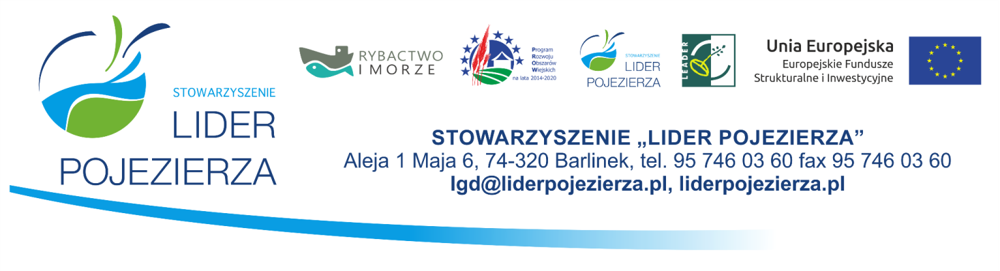 STOWARZYSZENIE
LIDER
POJEZIERZA
RYBACTWO
I MORZE
Program
Rozwoju
Obszarów
Wiejskich
na lata 2014-2020
STOWARZYSZENIE
LIDER
POJEZIERZA
LEADER
Unia Europejska
Europejskie Fundusze
Strukturalne i Inwestycyjne
STOWARZYSZENIE „LIDER POJEZIERZA”
Aleja 1 Maja 6, 74-320 Barlinek, tel. 95 746 03 60 fax 95 746 03 60
lgd@liderpojezierza.pl, liderpojezierza.pl